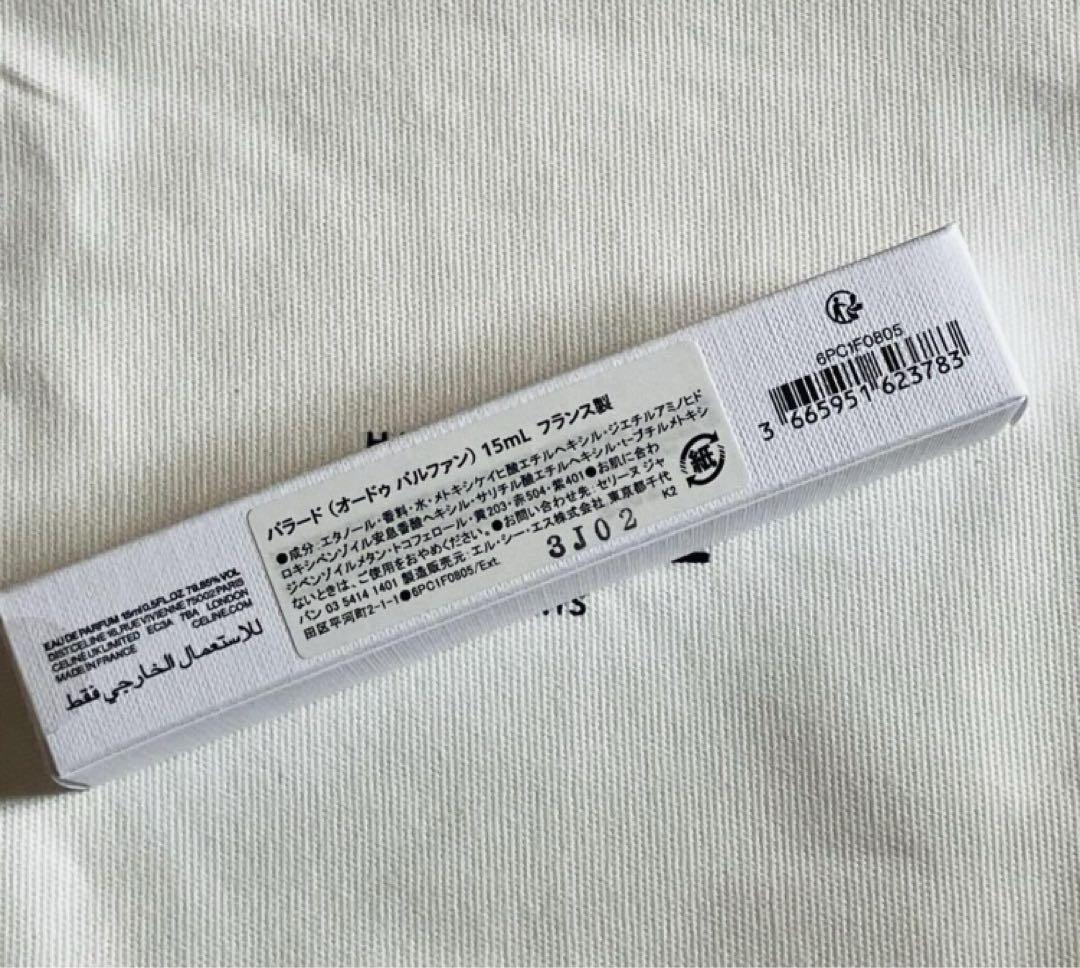 EAU DE PARFUM 15ml 0.5FL.OZ 79,65% VOL
DIST CELINE 16, RUE VIVIENNE 75002 PARIS
CELINE UK LIMITED EC3A 7BA LONDON
MADE IN FRANCE CELINE.COM
للاستعمال الخارجي فقط
パラード (オードゥ パルファン) 15mL フランス製
●成分:エタノール・香料・水・メトキシケイヒ酸エチルヘキシル・ジエチルアミノヒド
ロキシベンゾイル安息香酸ヘキシル・サリチル酸エチルヘキシル・t-ブチルメトキシ
ジベンゾイルメタン・トコフェロール・黄203・赤504・紫401●お肌に合わ
ないときは、ご使用をおやめください。●お問い合わせ先:セリーヌ ジャ
パン 03 5414 1401 製造販売元 エル・シー・エス株式会社 東京都千代
田区平河町2-1-1●6PC1F0805/Ext
3J02
K2
紙
6PC1F0805
3 665951 623783